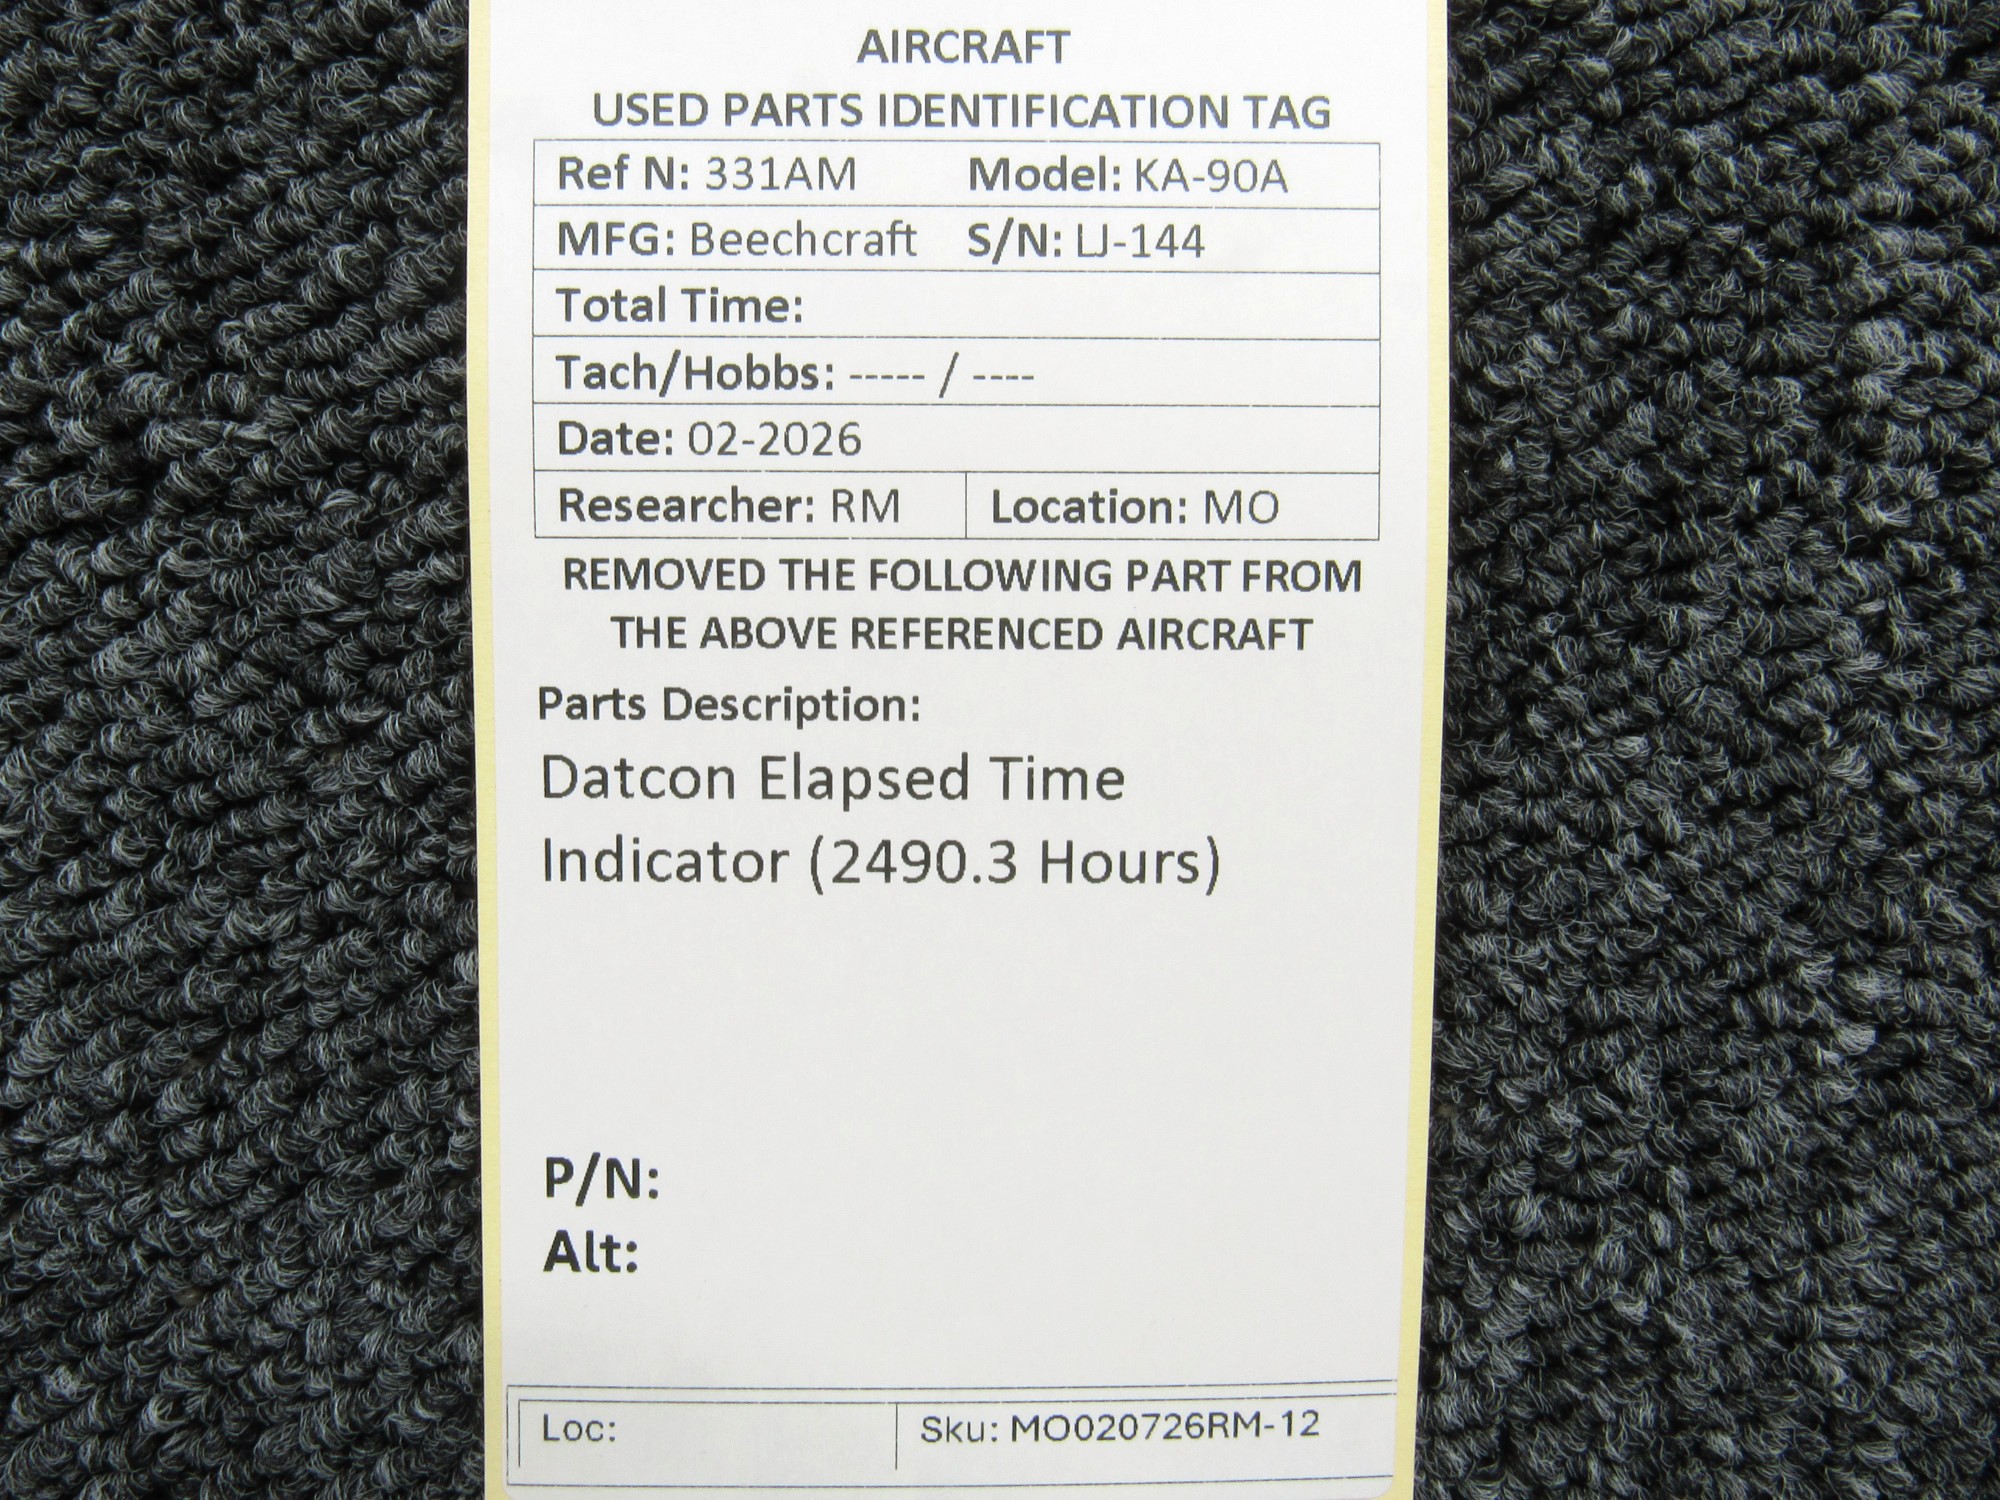 AIRCRAFT
USED PARTS IDENTIFICATION TAG
Ref N: 331AM Model: KA-90A
MFG: Beechcraft S/N: LJ-144
Total Time:
Tach/Hobbs: ----- / ----
Date: 02-2026
Researcher: RM Location: MO
REMOVED THE FOLLOWING PART FROM
THE ABOVE REFERENCED AIRCRAFT
Parts Description:
Datcon Elapsed Time
Indicator (2490.3 Hours)
P/N:
Alt:
Loc: Sku: MO020726RM-12